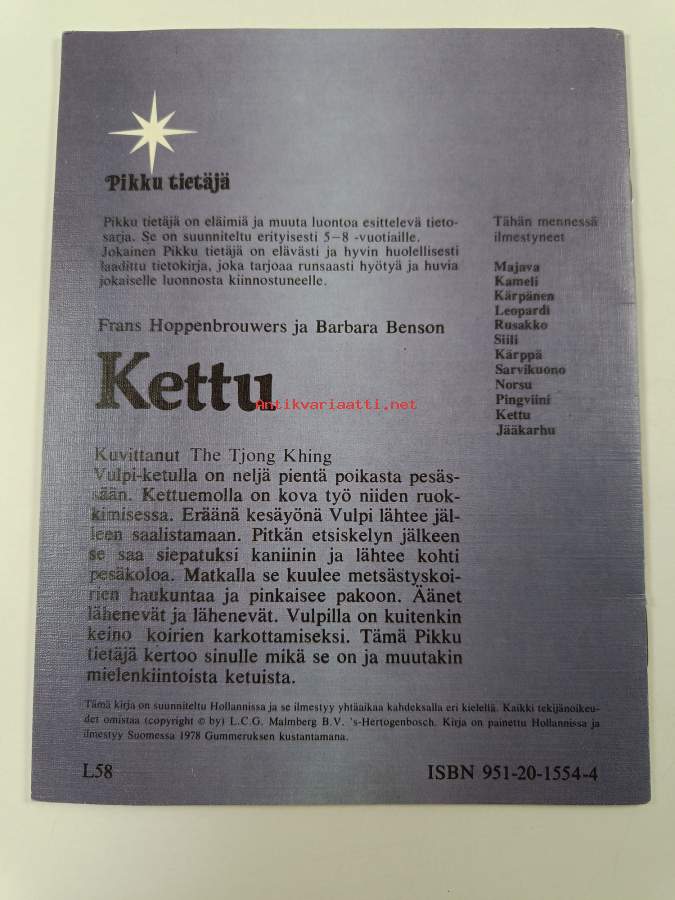 Pikku tietäjä
Pikku tietäjä on eläimiä ja muuta luontoa esittelevä tieto-
sarja. Se on suunniteltu erityisesti 5–8 -vuotiaille.
Jokainen Pikku tietäjä on elävästi ja hyvin huolellisesti
laadittu tietokirja, joka tarjoaa runsaasti hyötyä ja huvia
jokaiselle luonnosta kiinnostuneelle.
Tähän mennessä
ilmestyneet
Majava
Kameli
Kärpänen
Leopardi
Rusakko
Siili
Kärppä
Sarvikuono
Norsu
Pingviini
Kettu
Jääkarhu
Frans Hoppenbrouwers ja Barbara Benson
Kettu
Antikvariaatti.net
Kuvittanut The Tjong Khing
Vulpi-ketulla on neljä pientä poikasta pesäs-
sään. Kettuemolla on kova työ niiden ruok-
kimisessa. Eräänä kesäyönä Vulpi lähtee jäl-
leen saalistamaan. Pitkän etsiskelyn jälkeen
se saa siepatuksi kaniinin ja lähtee kohti
pesäkoloa. Matkalla se kuulee metsästyskoi-
rien haukuntaa ja pinkaisee pakoon. Äänet
lähenevät ja lähenevät. Vulpilla on kuitenkin
keino koirien karkottamiseksi. Tämä Pikku
tietäjä kertoo sinulle mikä se on ja muutakin
mielenkiintoista ketuista.
Tämä kirja on suunniteltu Hollannissa ja se ilmestyy yhtäaikaa kahdeksalla eri kielellä. Kaikki tekijänoikeu-
det omistaa (copyright © by) L.C.G. Malmberg B.V. 's-Hertogenbosch. Kirja on painettu Hollannissa ja
ilmestyy Suomessa 1978 Gummeruksen kustantamana.
L58
ISBN 951-20-1554-4